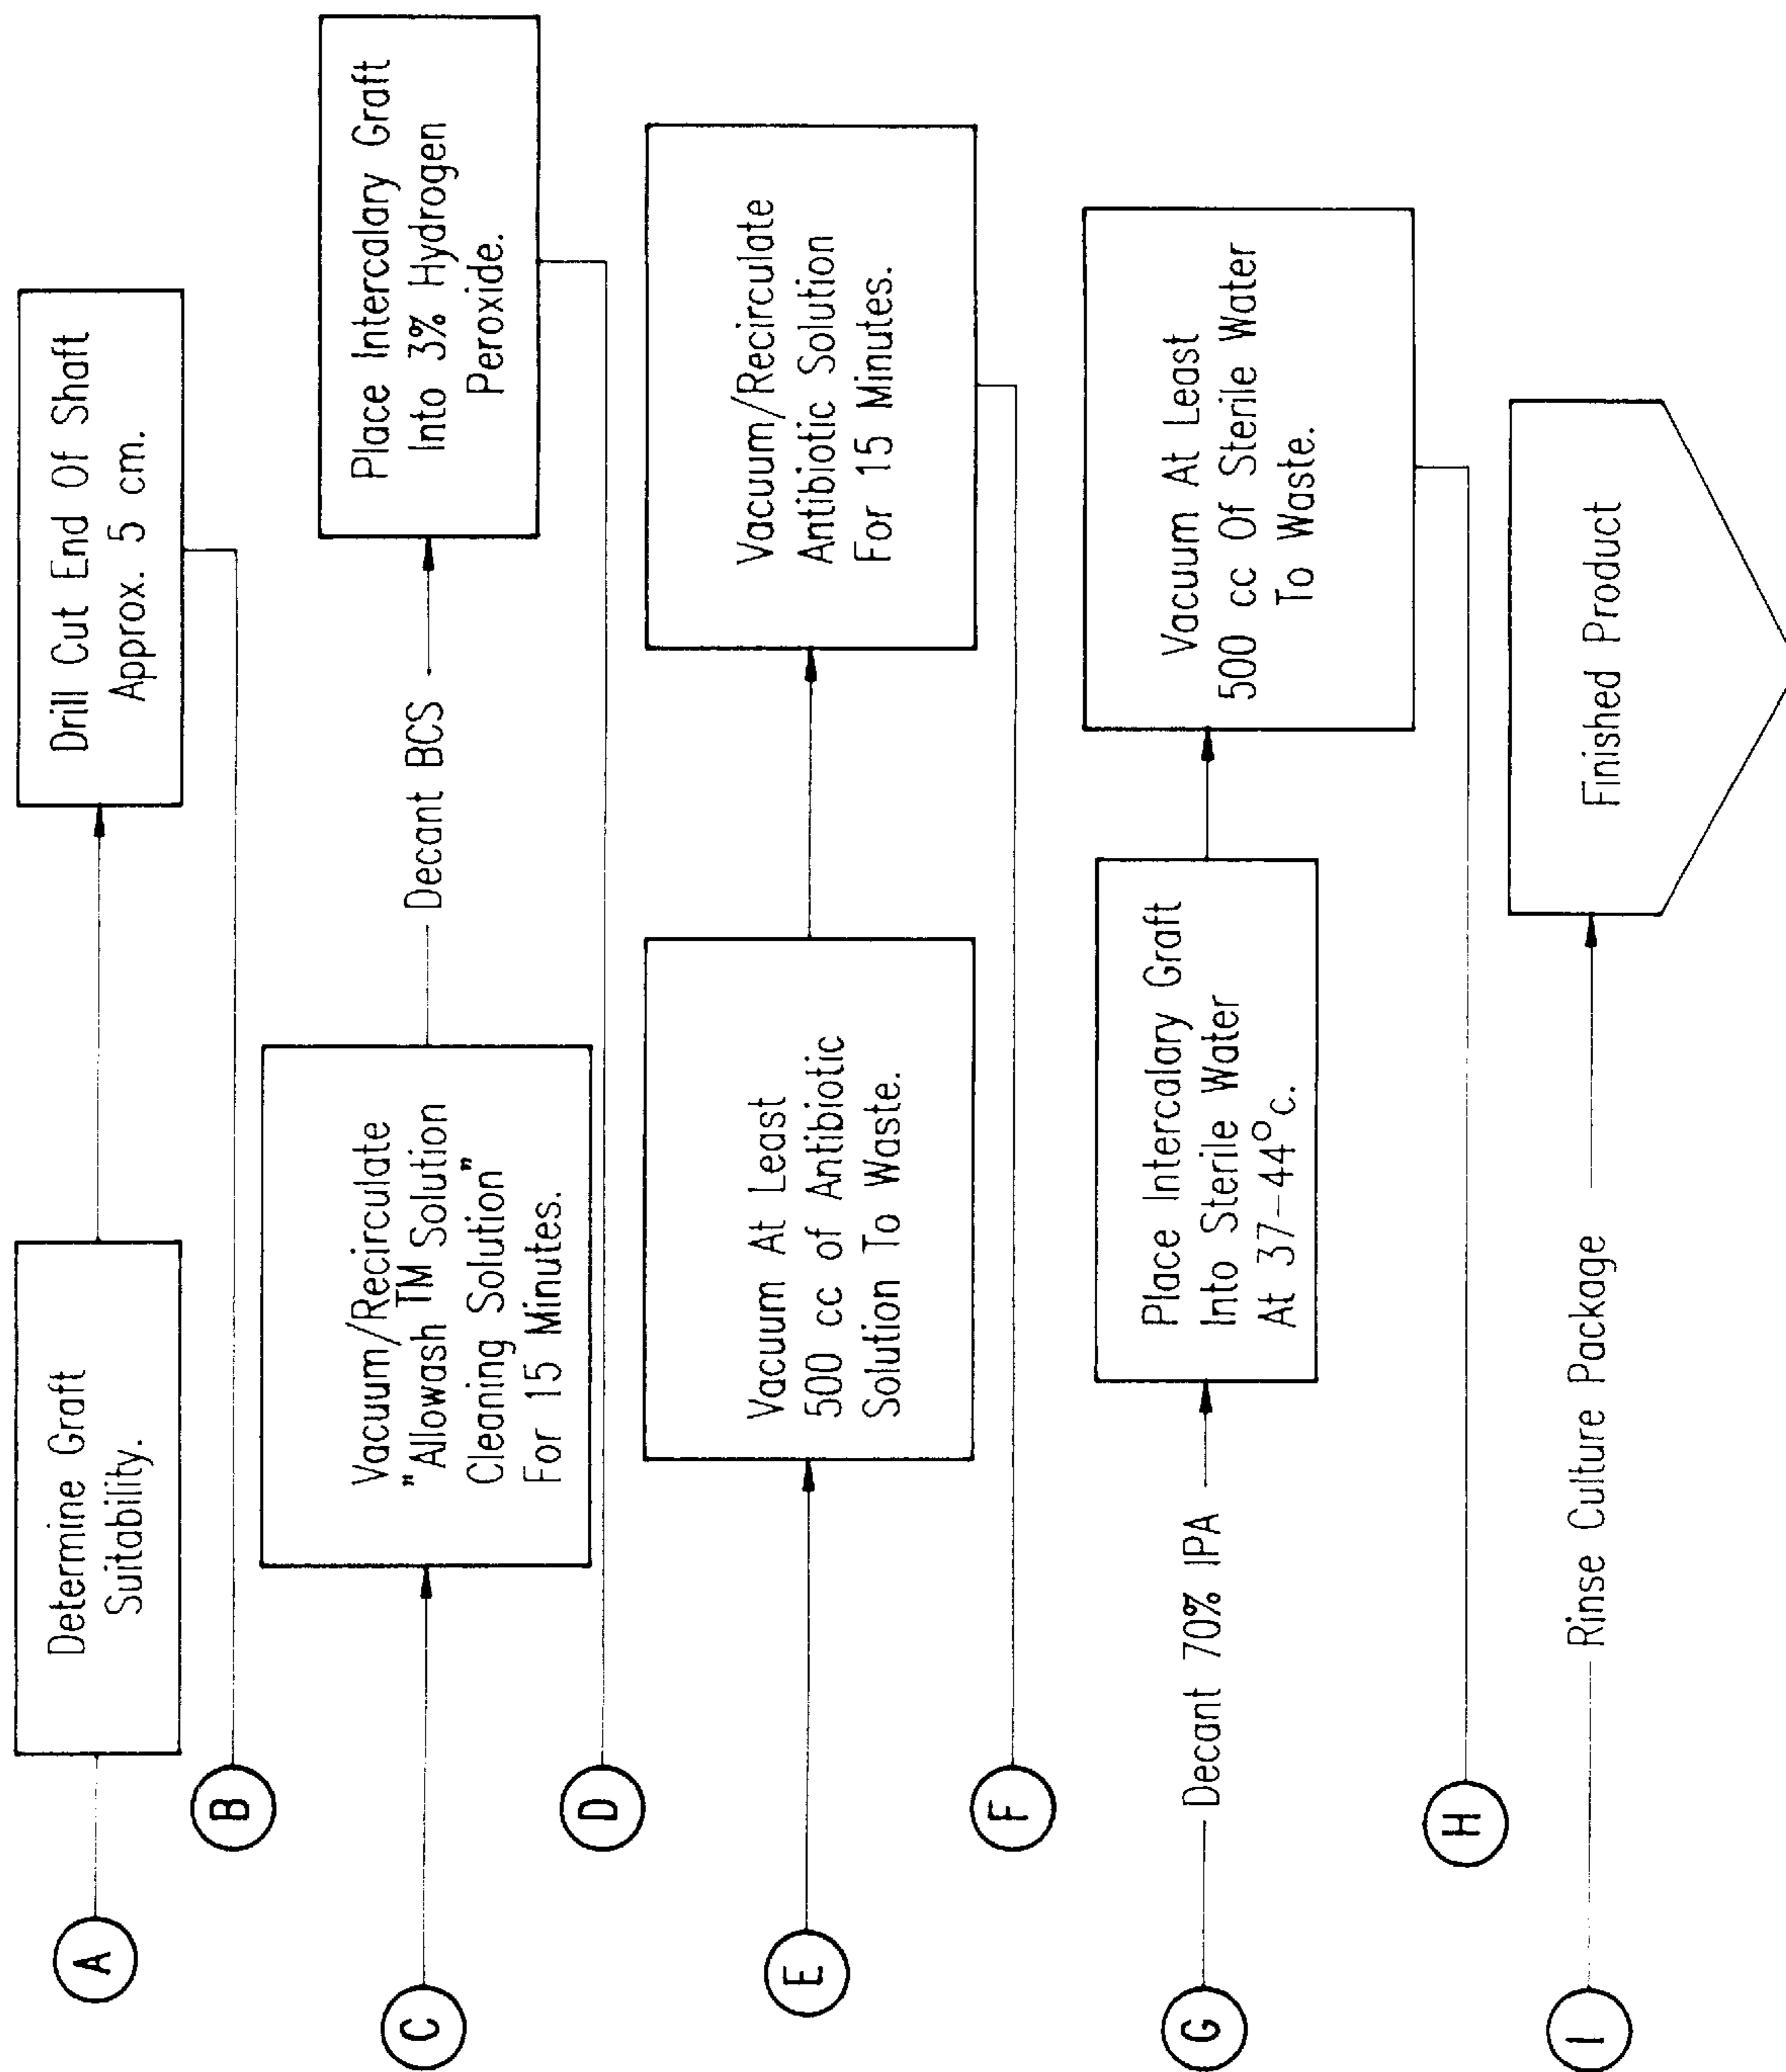 A
Determine Graft
Suitability.
Drill Cut End Of Shaft
Approx. 5 cm.
B
C
Vacuum/Recirculate
"Allowash TM Solution
Cleaning Solution"
For 15 Minutes.
Decant BCS
Place Intercalary Graft
Into 3% Hydrogen
Peroxide.
D
E
Vacuum At Least
500 cc of Antibiotic
Solution To Waste.
Vacuum/Recirculate
Antibiotic Solution
For 15 Minutes.
F
G
Decant 70% IPA
Place Intercalary Graft
Into Sterile Water
At 37-44°c.
Vacuum At Least
500 cc Of Sterile Water
To Waste.
H
I
Rinse Culture Package
Finished Product